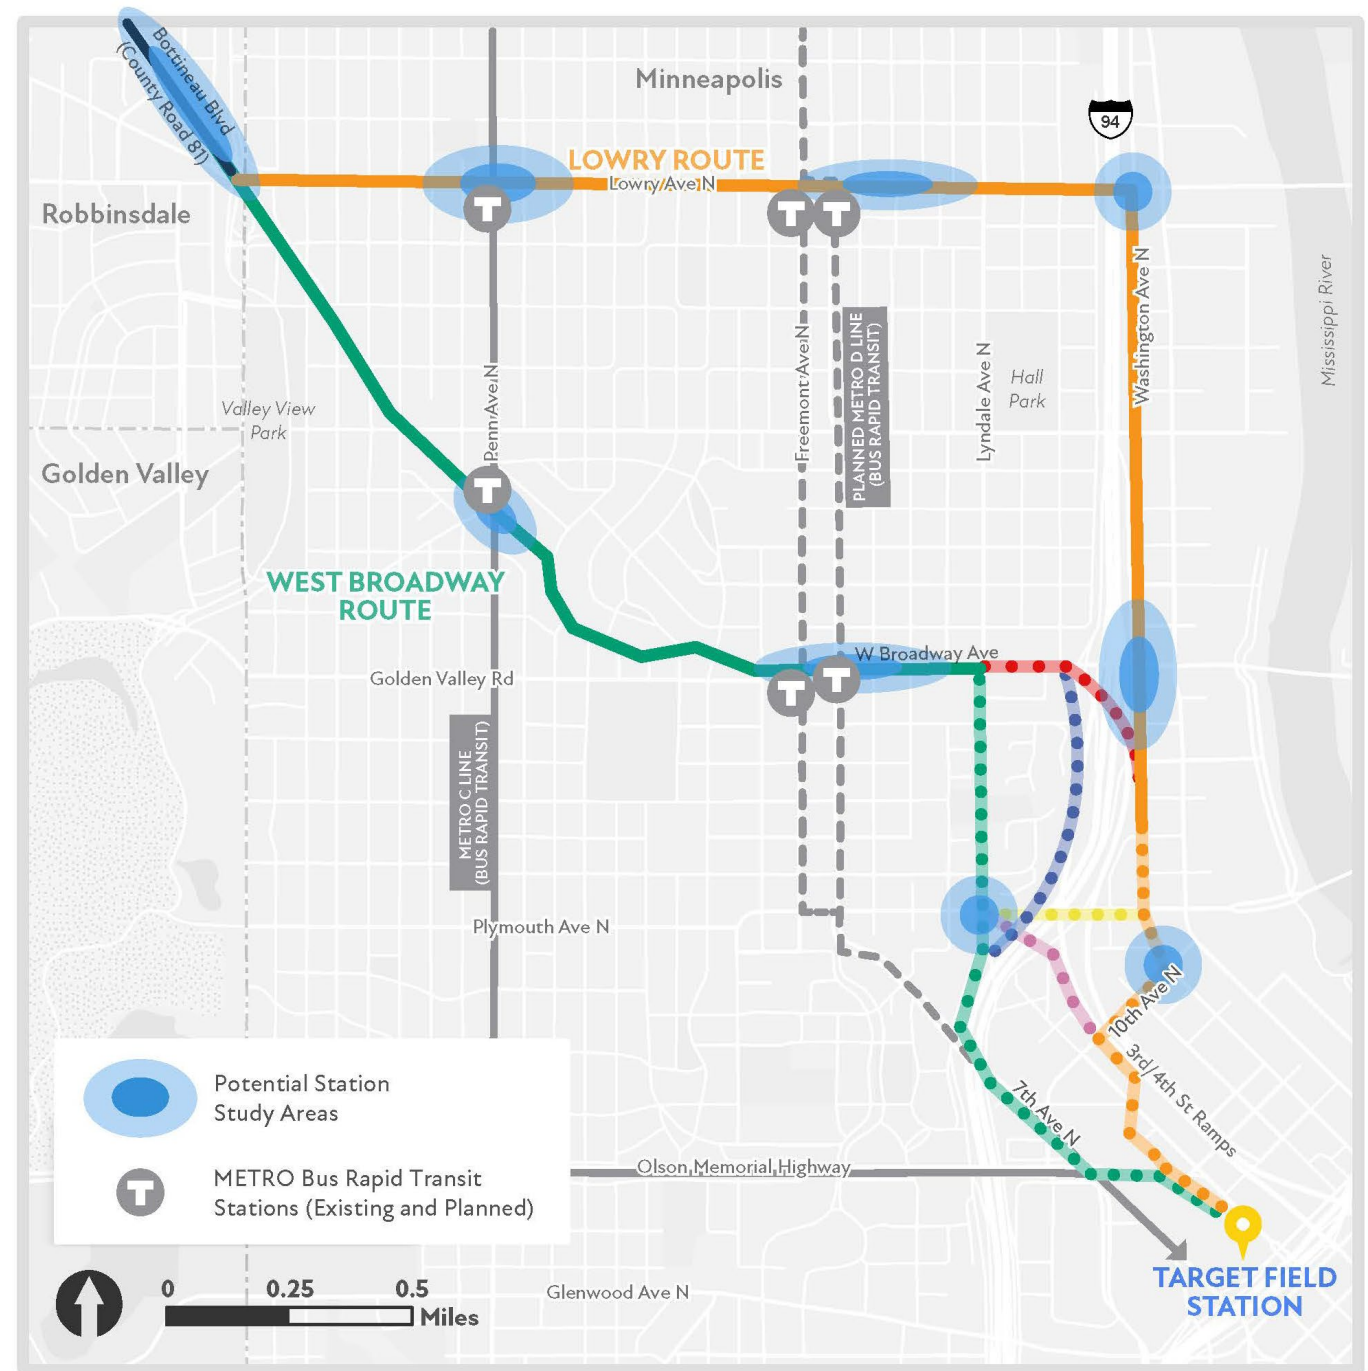 Bottineau Blvd
(County Road 81)
Minneapolis
94
LOWRY ROUTE
Lowry Ave N
T
T
T
Robbinsdale
Washington Ave N
Mississippi River
Penn Ave N
Freemont Ave N
PLANNED METRO D LINE
(BUS RAPID TRANSIT)
Lyndale Ave N
Hall
Park
Valley View
Park
Golden Valley
T
WEST BROADWAY
ROUTE
W Broadway Ave
Golden Valley Rd
T
T
METRO C LINE
(BUS RAPID TRANSIT)
Plymouth Ave N
10th Ave N
3rd/4th St Ramps
7th Ave N
Olson Memorial Highway
Potential Station
Study Areas
T
METRO Bus Rapid Transit
Stations (Existing and Planned)
TARGET FIELD
STATION
Glenwood Ave N
0 0.25 0.5
Miles